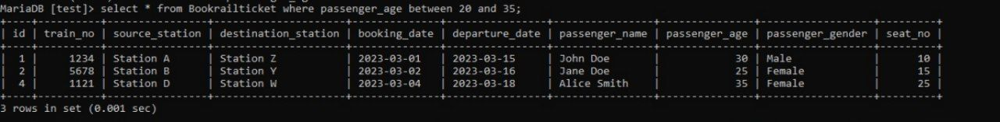 MariaDB [test]> select * from Bookrailticket where passenger_age between 20 and 35;
| id | train_no | source_station | destination_station | booking_date | departure_date | passenger_name | passenger_age | passenger_gender | seat_no |
| 1 | 1234 | Station A | Station Z | 2023-03-01 | 2023-03-15 | John Doe | 30 | Male | 10 |
| 2 | 5678 | Station B | Station Y | 2023-03-02 | 2023-03-16 | Jane Doe | 25 | Female | 15 |
| 4 | 1121 | Station D | Station W | 2023-03-04 | 2023-03-18 | Alice Smith | 35 | Female | 25 |
3 rows in set (0.001 sec)